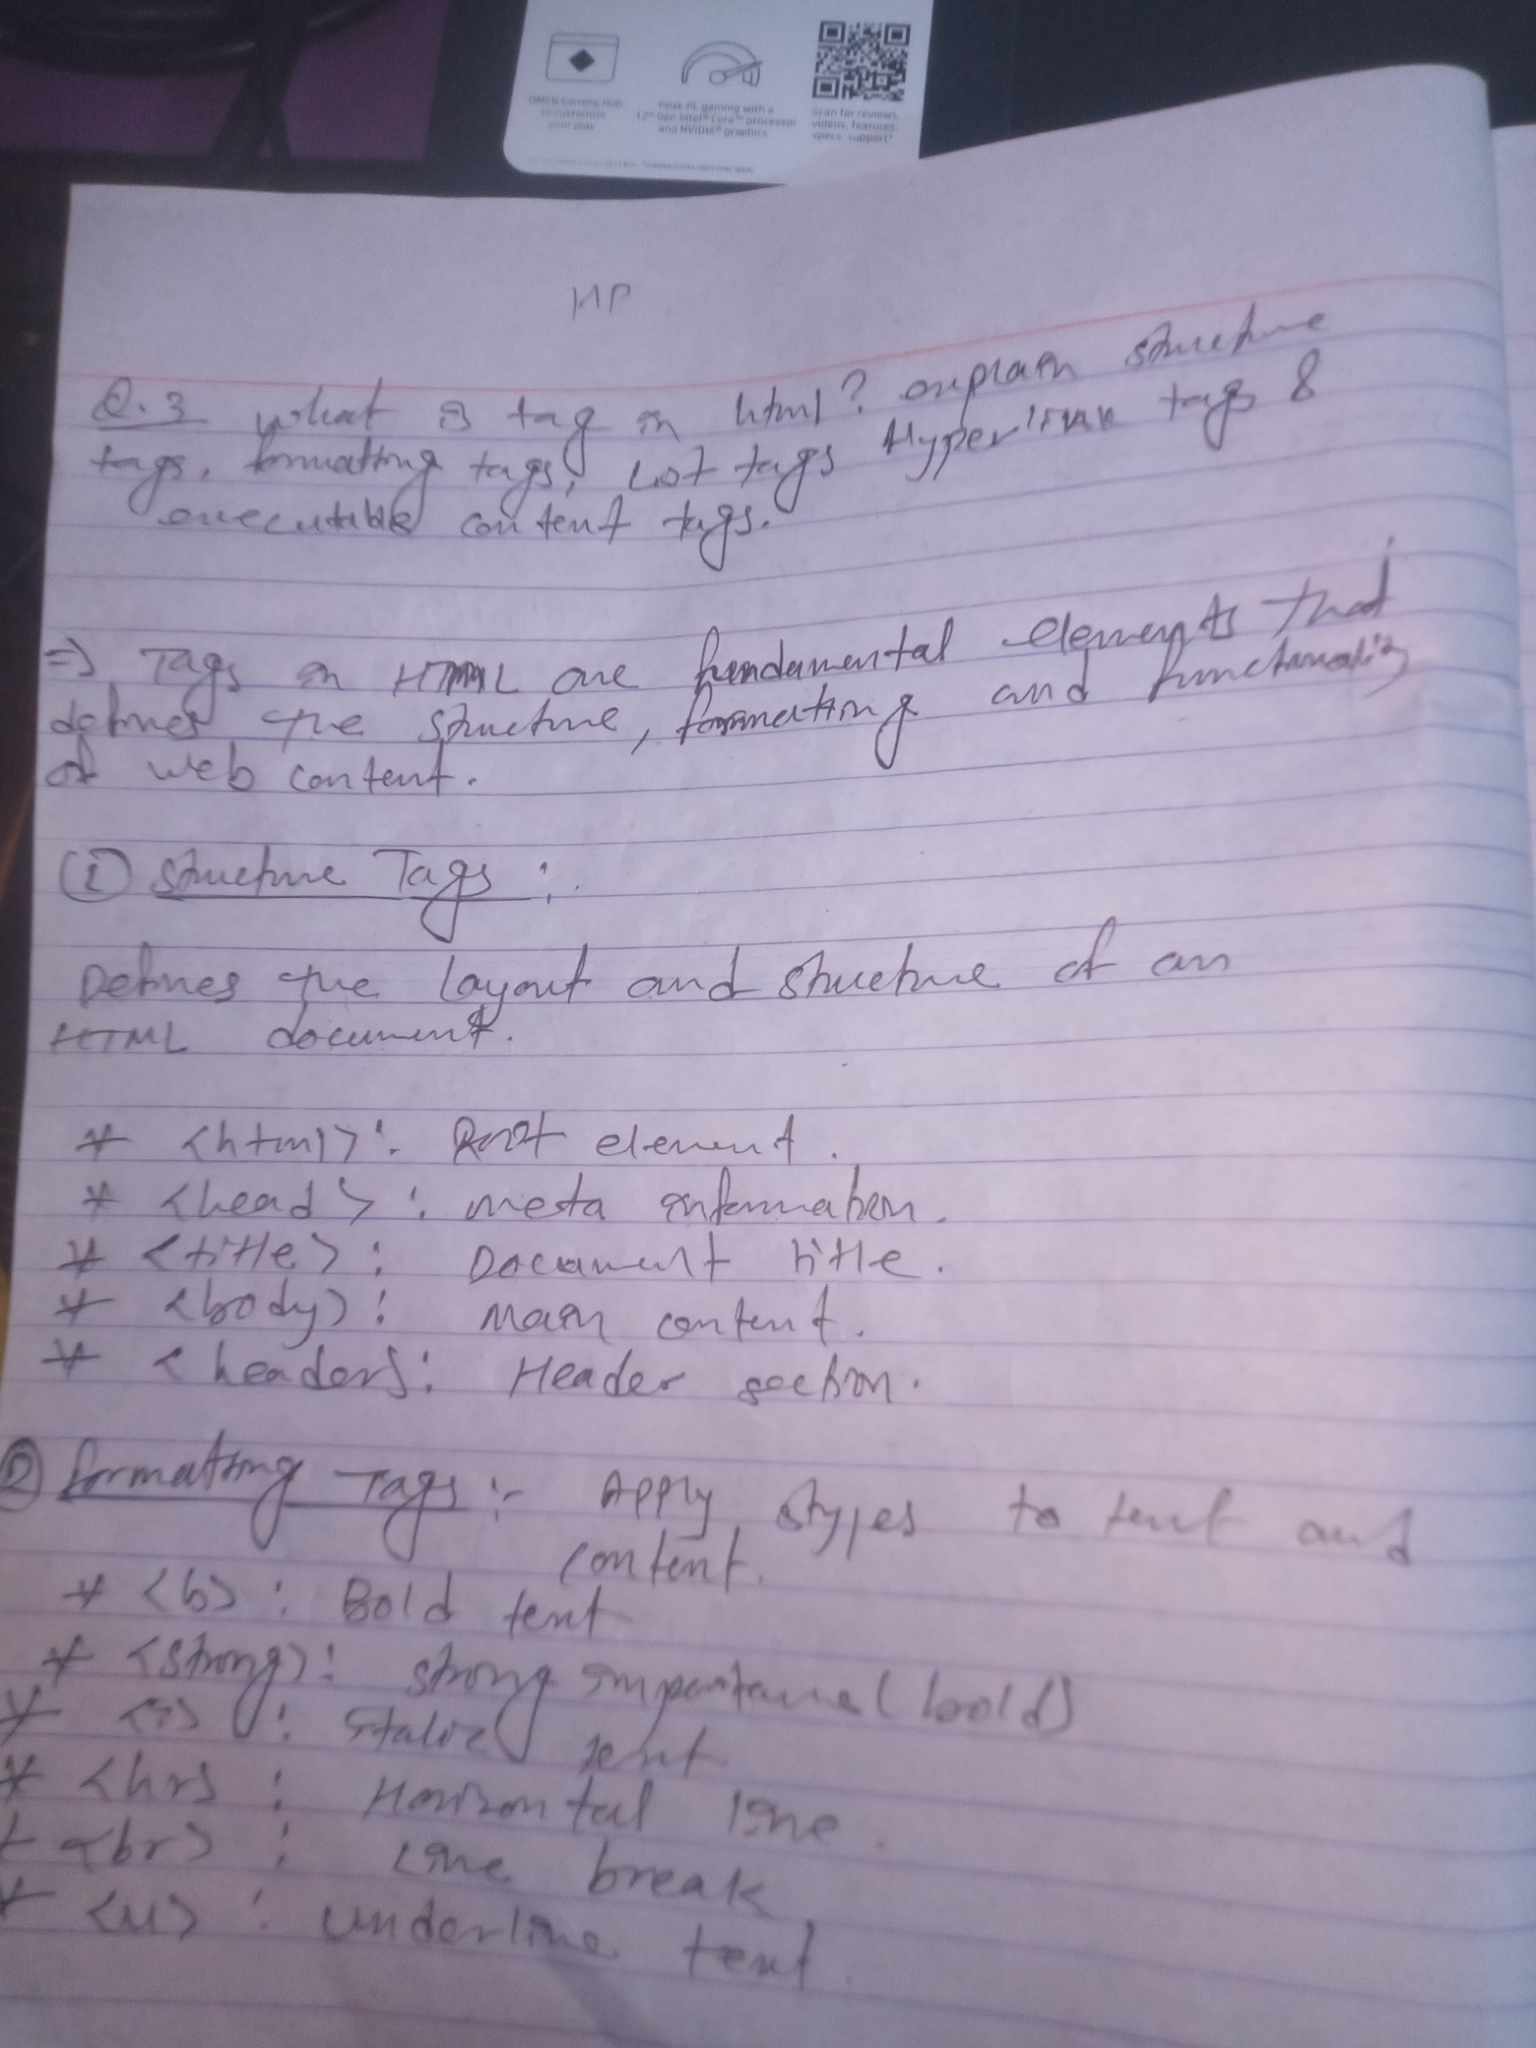 OMEN Gaming Hub
to customize
your play
Peak PC gaming with a
12th Gen Intel® Core™ processor
and NVIDIA® graphics
Scan for reviews,
videos, features,
specs, support*
MP
Q.3 what is tag in html? explain structure
tags, formatting tags, List tags Hyperlink tags &
executable content tags.
=> Tags in HTML are fundamental elements that
defines the structure, formatting and functionality
of web content.
(i) Structure Tags :
Defines the layout and structure of an
HTML document.
* <html> :- Root element.
* <head> : meta information.
* <title> : Document title.
* <body> : Main content.
* <header> : Header section.
② Formatting Tags :- Apply styles to text and
content.
* <b> : Bold text
* <strong> : strong importance (bold)
* <i> : Italic text
* <hr> : Horizontal line.
* <br> : Line break
* <u> : underline text.